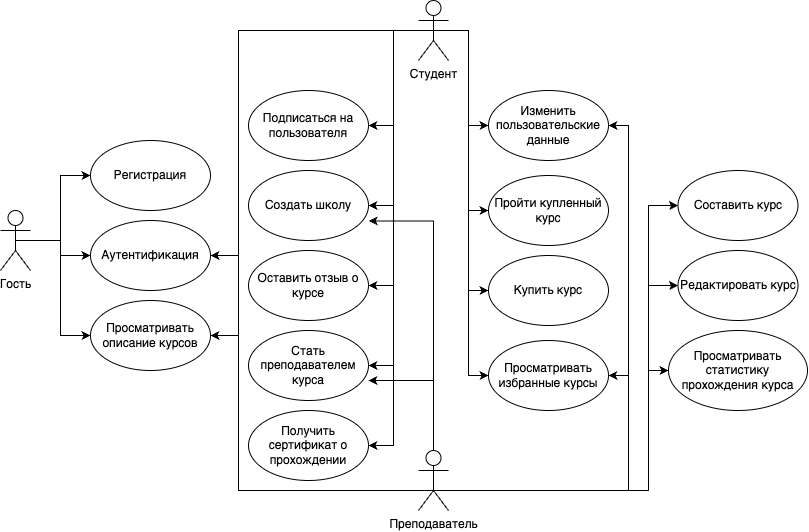 Студент
Подписаться на
пользователя
Изменить
пользовательские
данные
Регистрация
Создать школу
Пройти купленный
курс
Составить курс
Гость
Аутентификация
Оставить отзыв о
курсе
Купить курс
Редактировать курс
Просматривать
описание курсов
Стать
преподавателем
курса
Просматривать
избранные курсы
Просматривать
статистику
прохождения курса
Получить
сертификат о
прохождении
Преподаватель